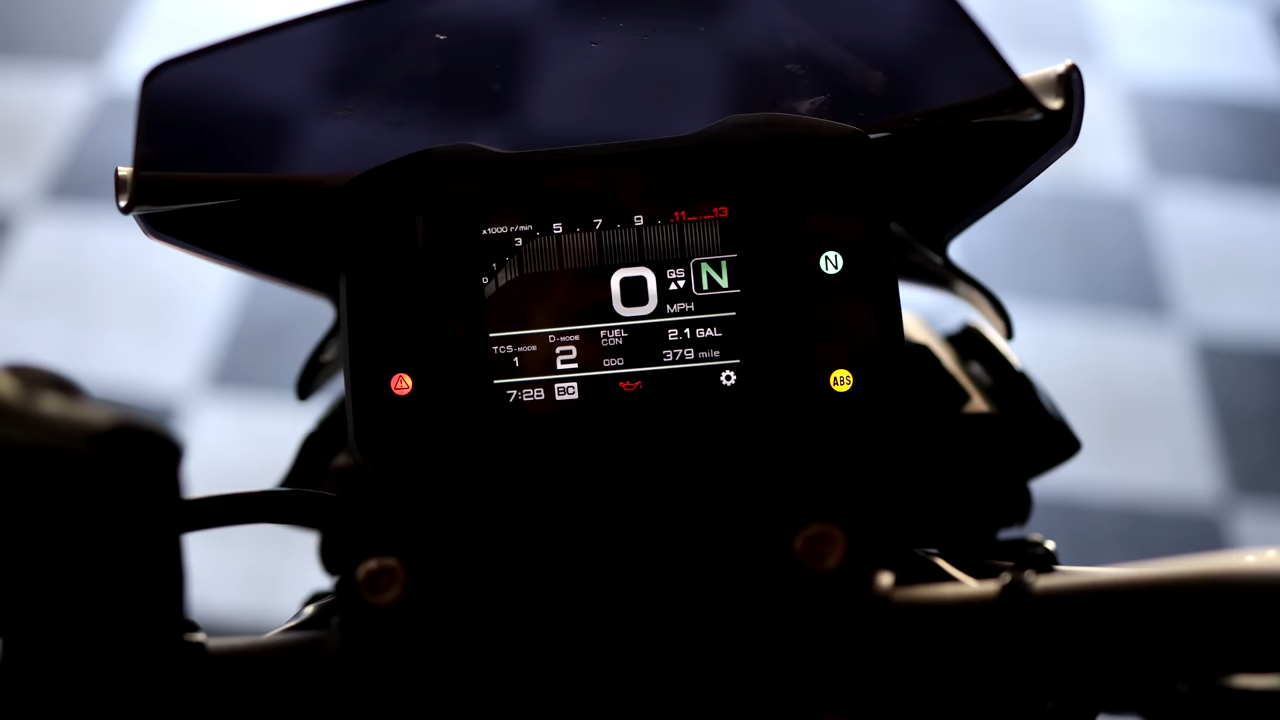 x1000 r/min
0 1 3 5 7 9 11 13
0 MPH QS N
N
TCS-MODE 1
D-MODE 2
FUEL CON 2.1 GAL
ODO 379 mile
7:28 BC
ABS